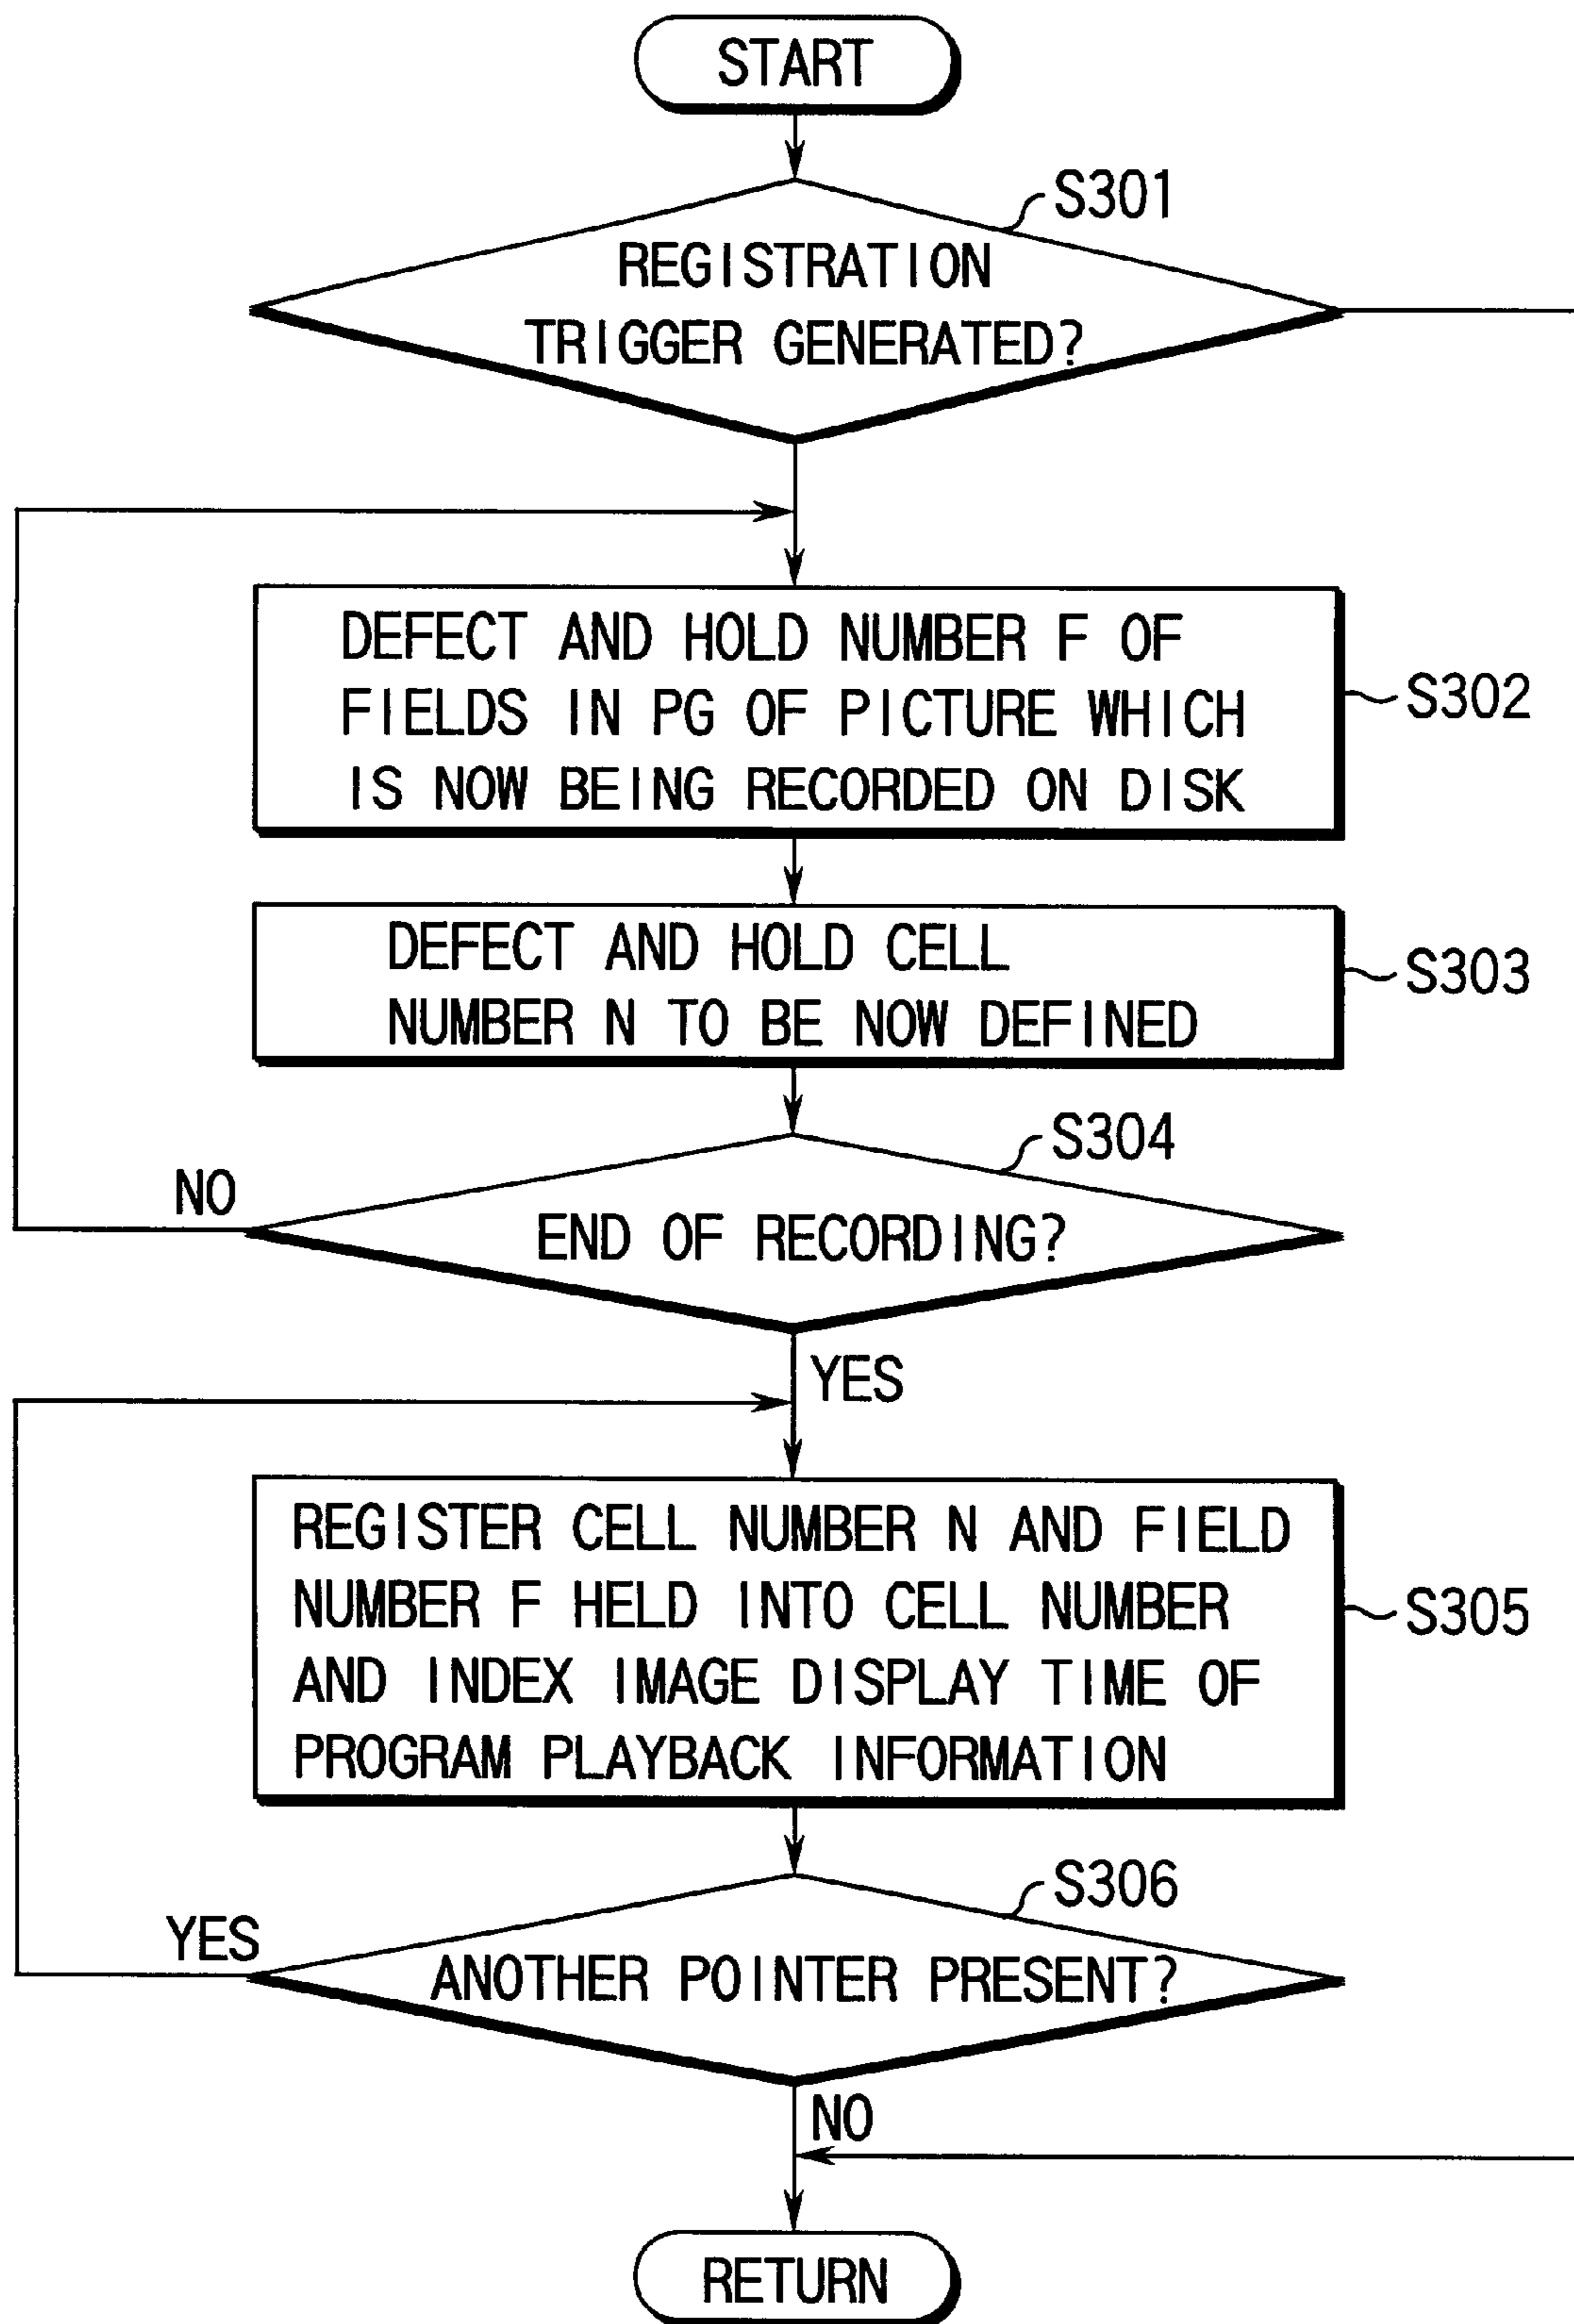 START
S301
REGISTRATION
TRIGGER GENERATED?
DEFECT AND HOLD NUMBER F OF
FIELDS IN PG OF PICTURE WHICH
IS NOW BEING RECORDED ON DISK
S302
DEFECT AND HOLD CELL
NUMBER N TO BE NOW DEFINED
S303
S304
NO
END OF RECORDING?
YES
REGISTER CELL NUMBER N AND FIELD
NUMBER F HELD INTO CELL NUMBER
AND INDEX IMAGE DISPLAY TIME OF
PROGRAM PLAYBACK INFORMATION
S305
S306
YES
ANOTHER POINTER PRESENT?
NO
RETURN